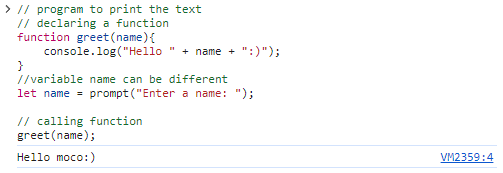 // program to print the text
// declaring a function
function greet(name){
    console.log("Hello " + name + ":)");
}
//variable name can be different
let name = prompt("Enter a name: ");

// calling function
greet(name);
Hello moco:) VM2359:4